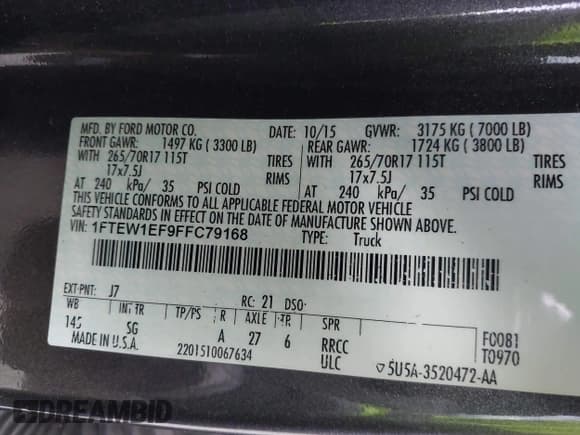 MFD. BY FORD MOTOR CO. DATE: 10/15 GVWR: 3175 KG ( 7000 LB)
FRONT GAWR: 1497 KG ( 3300 LB) REAR GAWR: 1724 KG ( 3800 LB)
WITH 265/70R17 115T TIRES WITH 265/70R17 115T TIRES
17x7.5J RIMS 17x7.5J RIMS
AT 240 kPa/ 35 PSI COLD AT 240 kPa/ 35 PSI COLD
THIS VEHICLE CONFORMS TO ALL APPLICABLE FEDERAL MOTOR VEHICLE
SAFETY STANDARDS IN EFFECT ON THE DATE OF MANUFACTURE SHOWN ABOVE.
VIN: 1FTEW1EF9FFC79168 TYPE: Truck
EXT PNT: J7 RC: 21 DSO:
WB INT TR TP/PS R AXLE TR SPR
145 SG A 27 6 RRCC F0081
ULC T0970
MADE IN U.S.A. 2201510067634 ▽5U5A-3520472-AA
DREAMBID